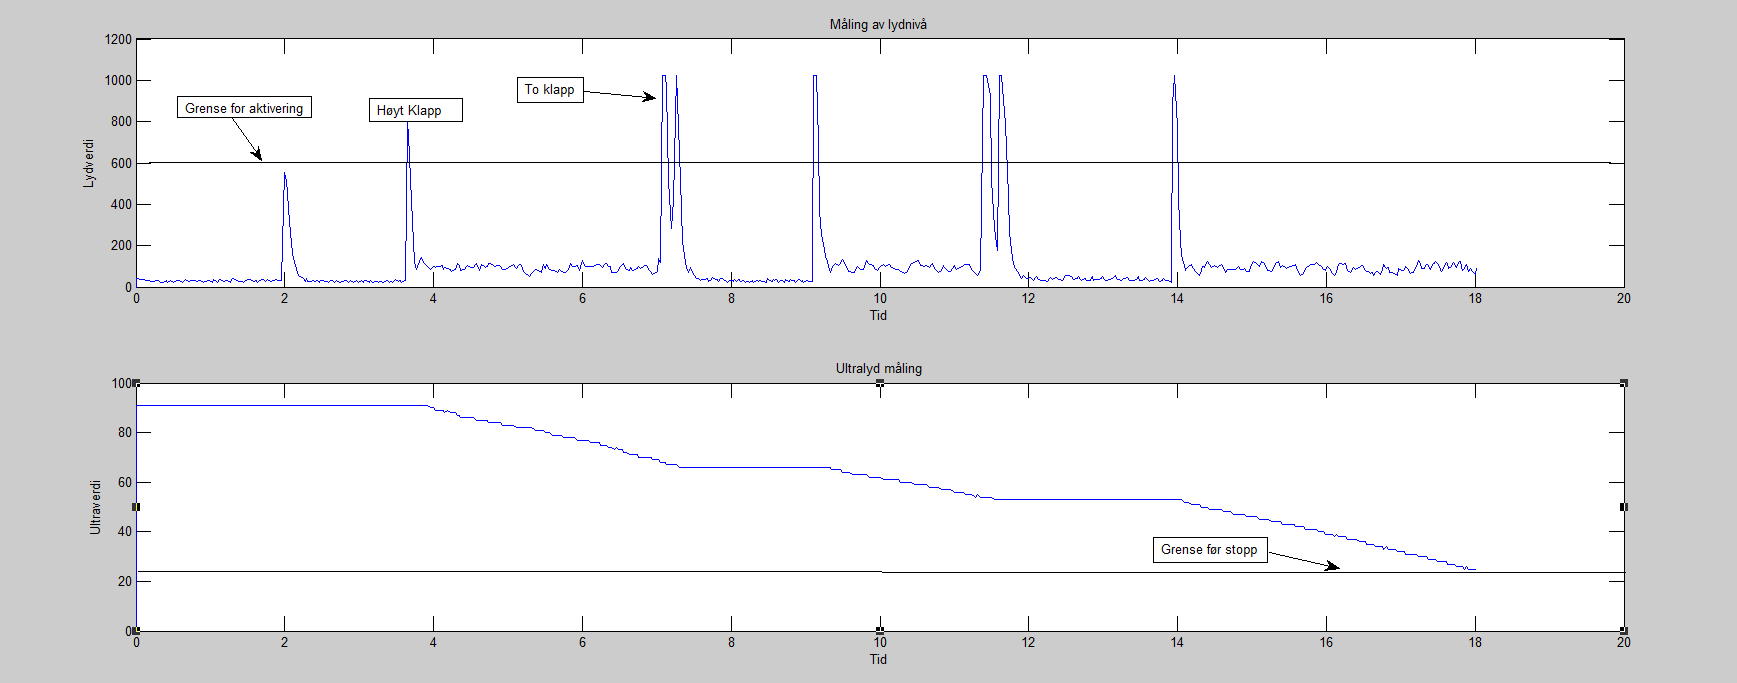 Måling av lydnivå
1200
1000
800
600
400
200
0
Lydverdi
Grense for aktivering
Høyt Klapp
To klapp
0 2 4 6 8 10 12 14 16 18 20
Tid
Ultralyd måling
100
80
60
40
20
0
Ultraverdi
Grense før stopp
0 2 4 6 8 10 12 14 16 18 20
Tid